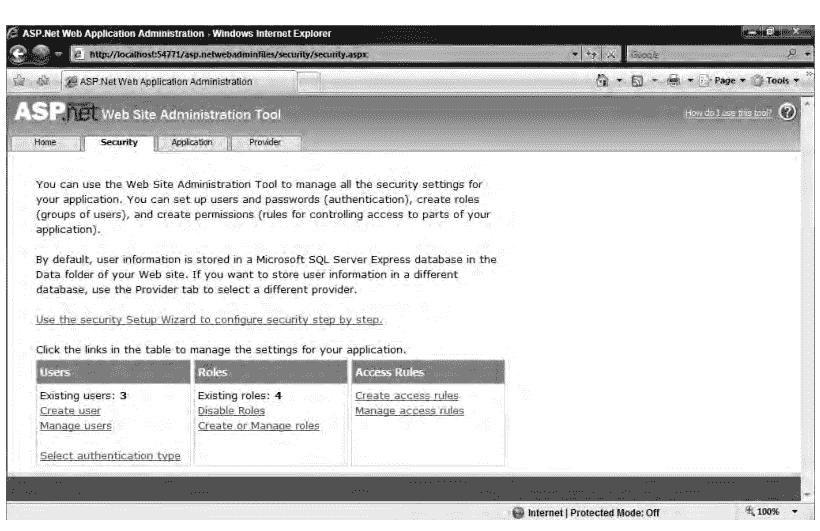 ASP.Net Web Application Administration - Windows Internet Explorer
http://localhost:54771/asp.netwebadminfiles/security/security.aspx
Google
ASP.Net Web Application Administration
Page
Tools
ASP.net Web Site Administration Tool
How do I use this tool?
Home
Security
Application
Provider
You can use the Web Site Administration Tool to manage all the security settings for
your application. You can set up users and passwords (authentication), create roles
(groups of users), and create permissions (rules for controlling access to parts of your
application).
By default, user information is stored in a Microsoft SQL Server Express database in the
Data folder of your Web site. If you want to store user information in a different
database, use the Provider tab to select a different provider.
Use the security Setup Wizard to configure security step by step.
Click the links in the table to manage the settings for your application.
Users
Existing users: 3
Create user
Manage users
Select authentication type
Roles
Existing roles: 4
Disable Roles
Create or Manage roles
Access Rules
Create access rules
Manage access rules
Internet | Protected Mode: Off
100%